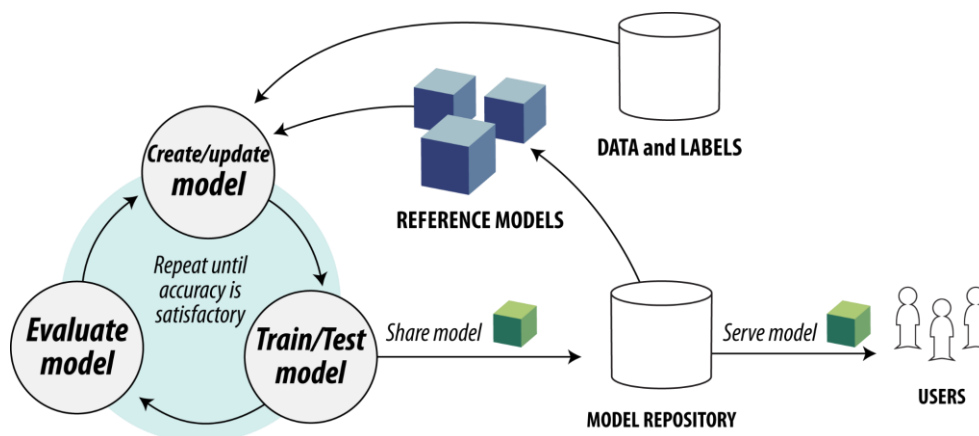 Create/update
model
DATA and LABELS
REFERENCE MODELS
Repeat until
accuracy is
satisfactory
Evaluate
model
Train/Test
model
Share model
Serve model
MODEL REPOSITORY
USERS